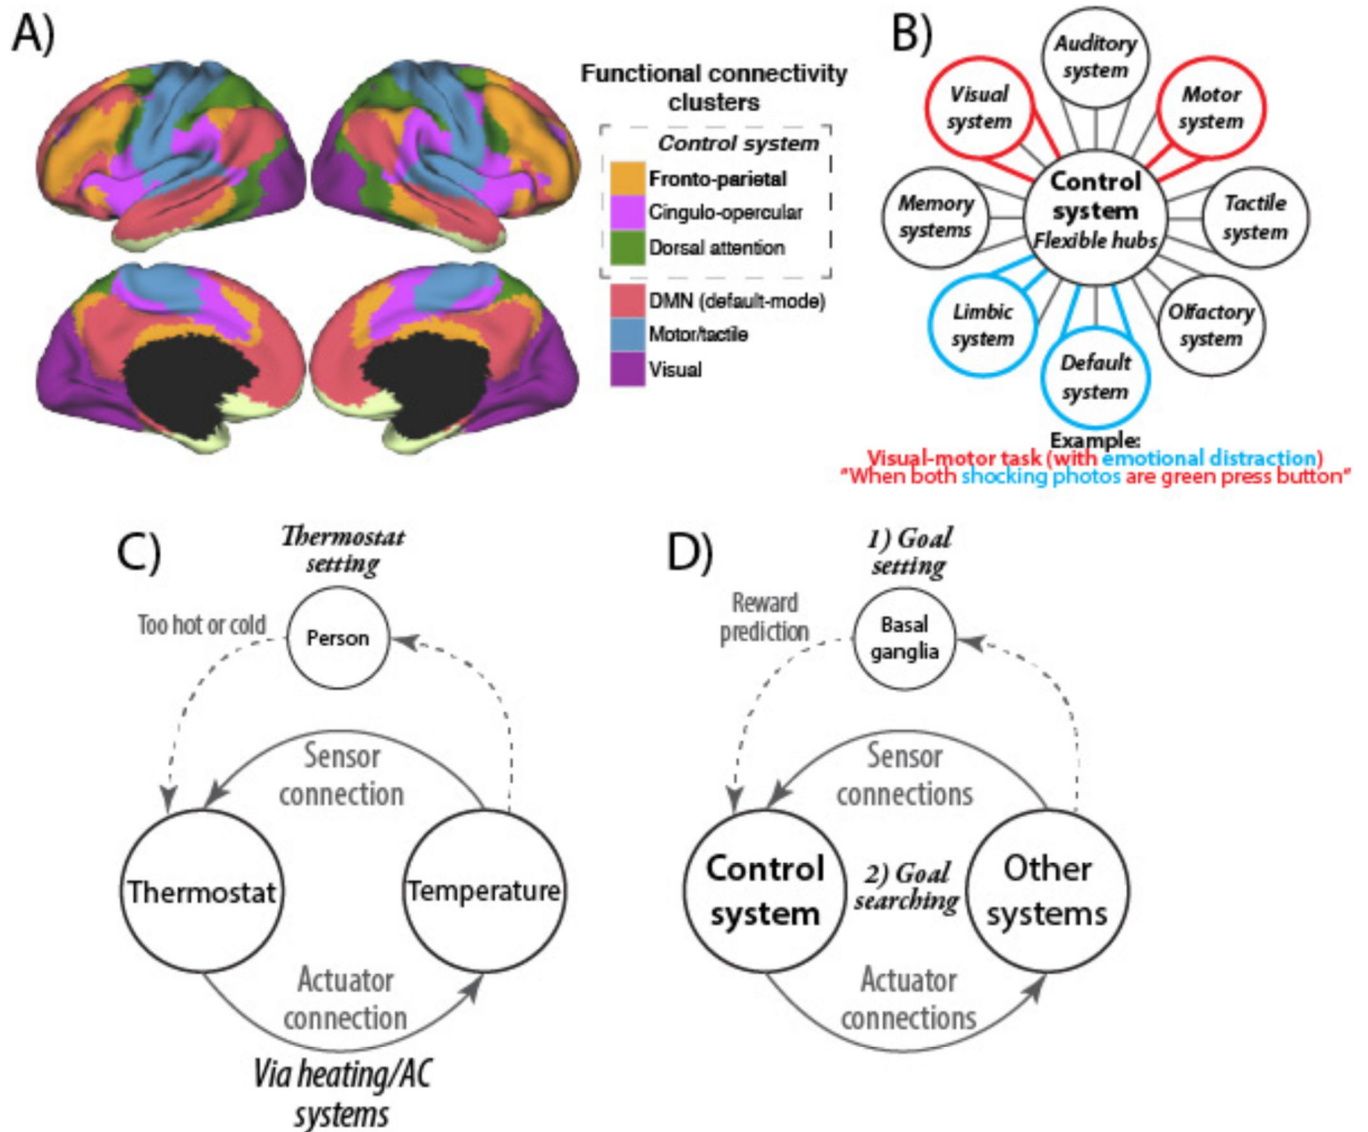 A)
Functional connectivity
clusters
Control system
Fronto-parietal
Cingulo-opercular
Dorsal attention
DMN (default-mode)
Motor/tactile
Visual
B)
Auditory
system
Visual
system
Motor
system
Memory
systems
Control
system
Flexible hubs
Tactile
system
Limbic
system
Default
system
Olfactory
system
Example:
Visual-motor task (with emotional distraction)
"When both shocking photos are green press button"
C)
Thermostat
setting
Too hot or cold
Person
Sensor
connection
Thermostat
Temperature
Actuator
connection
Via heating/AC
systems
D)
1) Goal
setting
Reward
prediction
Basal
ganglia
Sensor
connections
Control
system
2) Goal
searching
Other
systems
Actuator
connections